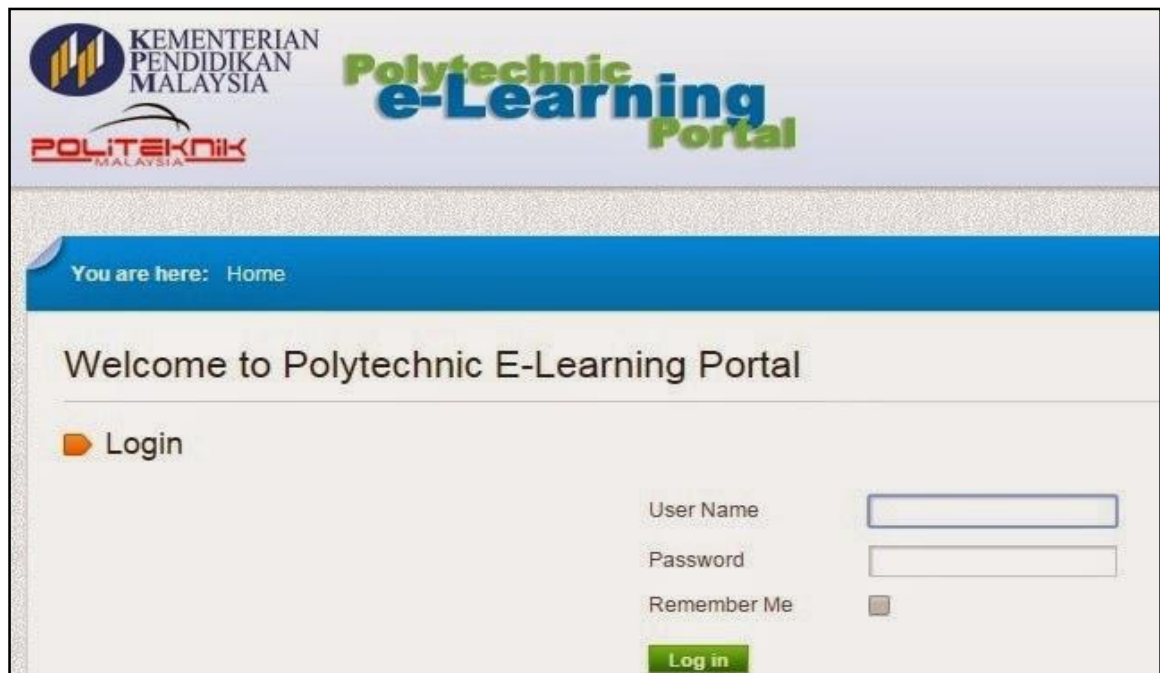 KEMENTERIAN
PENDIDIKAN
MALAYSIA
POLiTEKniK
MALAYSIA
Polytechnic
e-Learning
Portal
You are here: Home
Welcome to Polytechnic E-Learning Portal
Login
User Name
Password
Remember Me
Log in